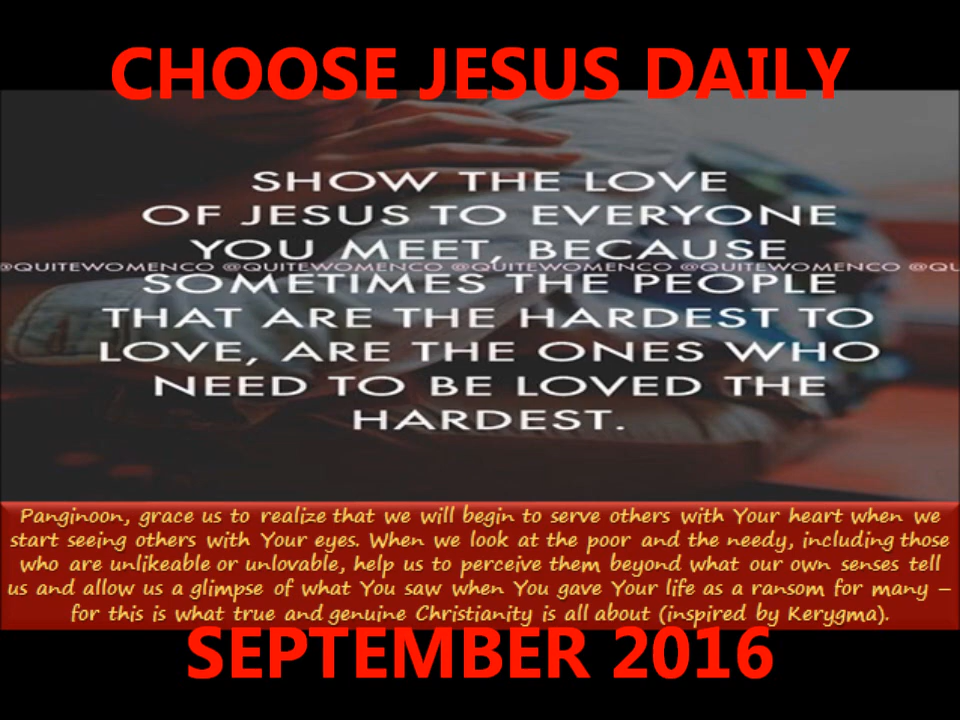 CHOOSE JESUS DAILY
SHOW THE LOVE
OF JESUS TO EVERYONE
YOU MEET, BECAUSE
@QUITEWOMENCO @QUITEWOMENCO @QUITEWOMENCO @QUITEWOMENCO @QU
SOMETIMES THE PEOPLE
THAT ARE THE HARDEST TO
LOVE, ARE THE ONES WHO
NEED TO BE LOVED THE
HARDEST.
Panginoon, grace us to realize that we will begin to serve others with Your heart when we
start seeing others with Your eyes. When we look at the poor and the needy, including those
who are unlikeable or unlovable, help us to perceive them beyond what our own senses tell
us and allow us a glimpse of what You saw when You gave Your life as a ransom for many –
for this is what true and genuine Christianity is all about (inspired by Kerygma).
SEPTEMBER 2016